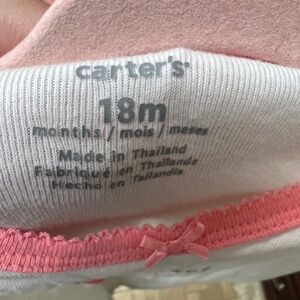 carter's
18m
months / mois / meses
Made in Thailand
Fabriqué en Thaïlande
Hecho en Tailandia